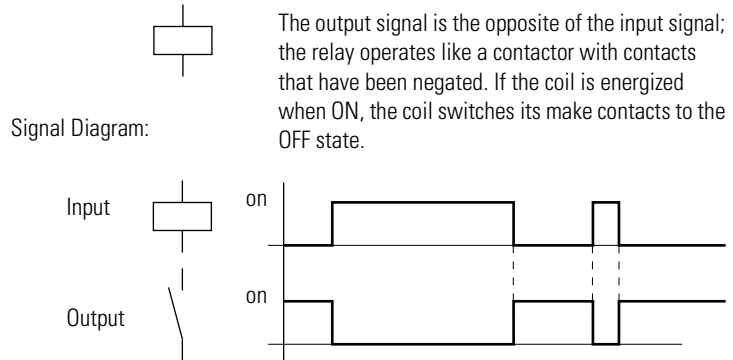 The output signal is the opposite of the input signal;
the relay operates like a contactor with contacts
that have been negated. If the coil is energized
when ON, the coil switches its make contacts to the
OFF state.
Signal Diagram:
Input
on
Output
on